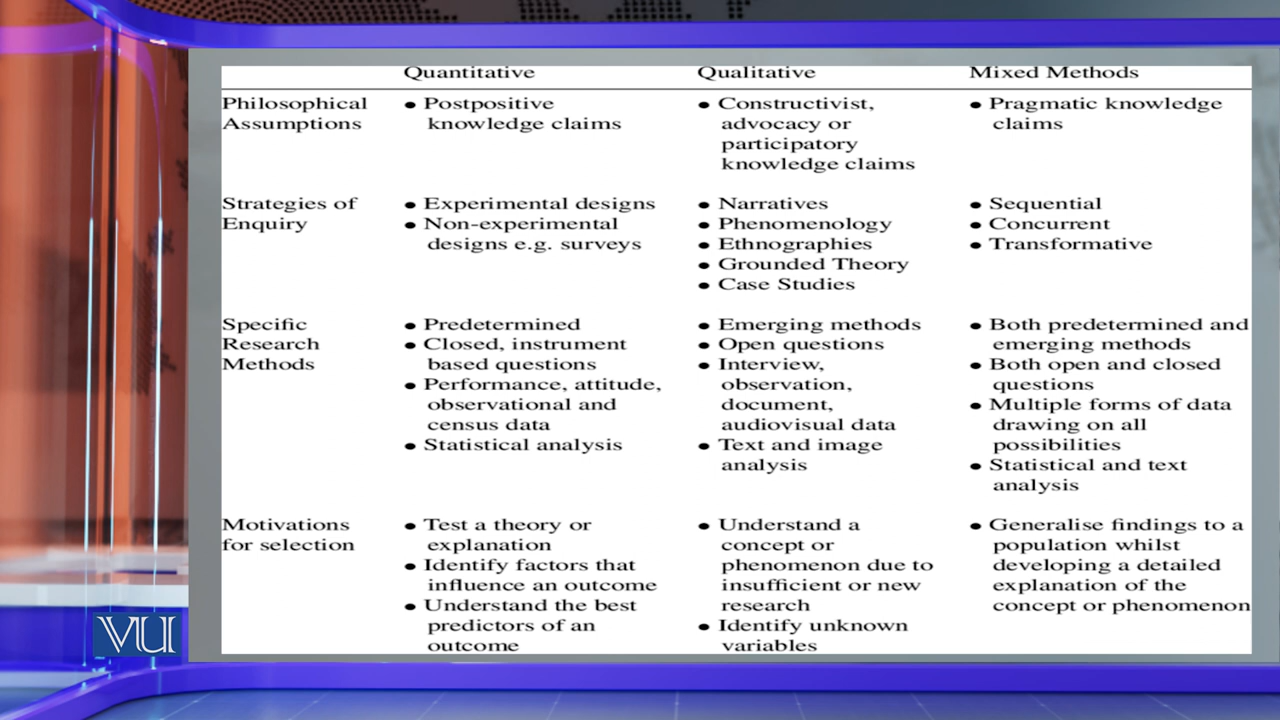 Quantitative Qualitative Mixed Methods
Philosophical Assumptions
• Postpositive knowledge claims
• Constructivist, advocacy or participatory knowledge claims
• Pragmatic knowledge claims
Strategies of Enquiry
• Experimental designs
• Non-experimental designs e.g. surveys
• Narratives
• Phenomenology
• Ethnographies
• Grounded Theory
• Case Studies
• Sequential
• Concurrent
• Transformative
Specific Research Methods
• Predetermined
• Closed, instrument based questions
• Performance, attitude, observational and census data
• Statistical analysis
• Emerging methods
• Open questions
• Interview, observation, document, audiovisual data
• Text and image analysis
• Both predetermined and emerging methods
• Both open and closed questions
• Multiple forms of data drawing on all possibilities
• Statistical and text analysis
Motivations for selection
• Test a theory or explanation
• Identify factors that influence an outcome
• Understand the best predictors of an outcome
• Understand a concept or phenomenon due to insufficient or new research
• Identify unknown variables
• Generalise findings to a population whilst developing a detailed explanation of the concept or phenomenon
VU